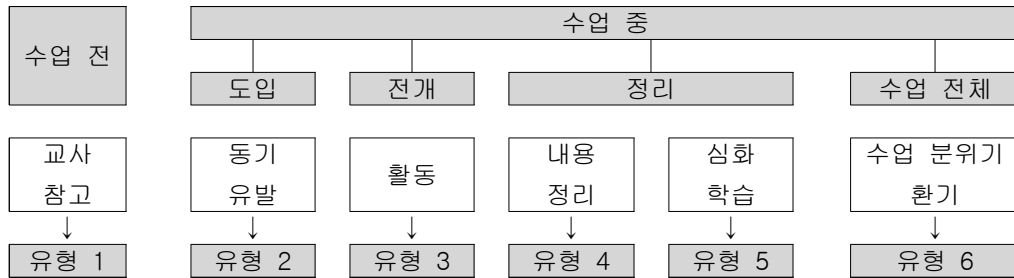 수업 전
수업 중
도입
전개
정리
수업 전체
교사
참고
동기
유발
활동
내용
정리
심화
학습
수업 분위기
환기
↓ ↓ ↓ ↓ ↓ ↓
유형 1
유형 2
유형 3
유형 4
유형 5
유형 6